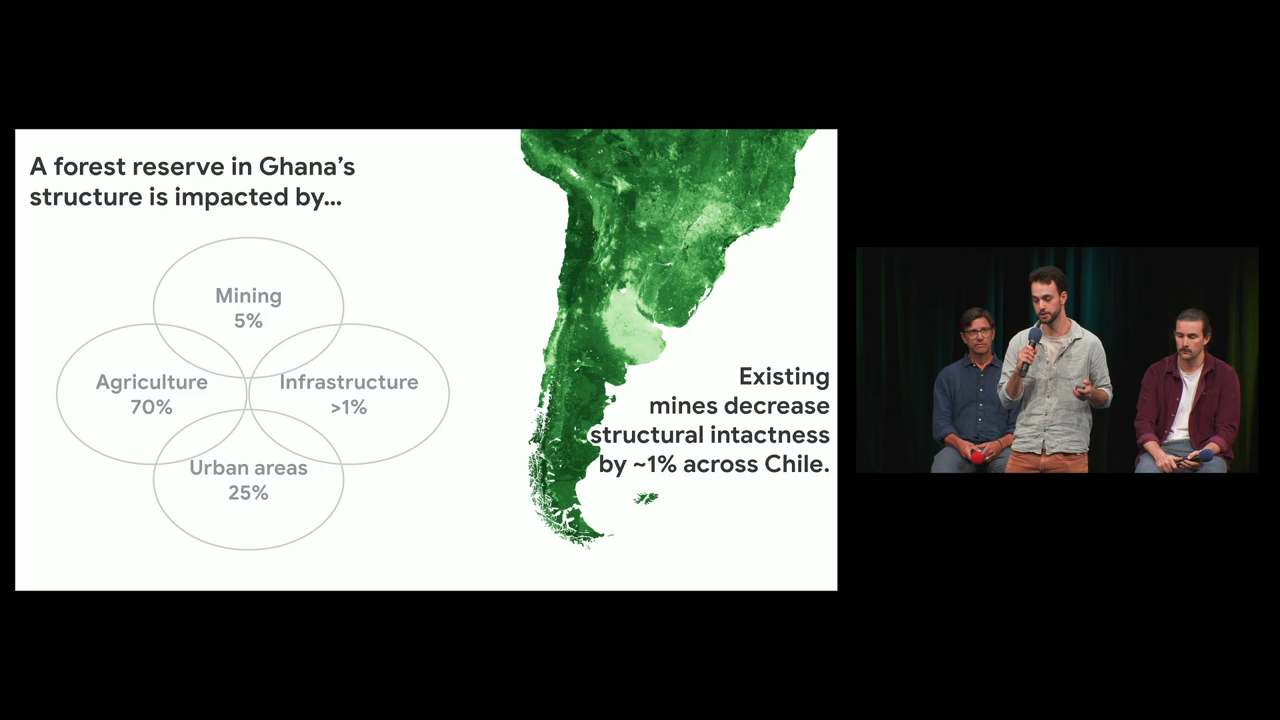 A forest reserve in Ghana’s
structure is impacted by...
Mining
5%
Agriculture
70%
Infrastructure
>1%
Urban areas
25%
Existing
mines decrease
structural intactness
by ~1% across Chile.